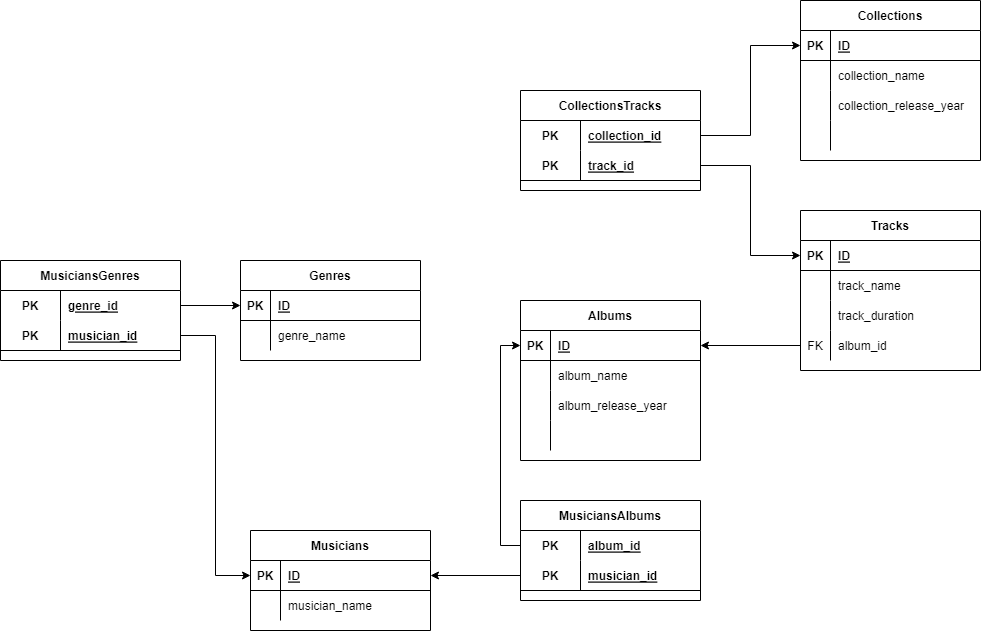 Collections
PK ID
collection_name
collection_release_year
CollectionsTracks
PK collection_id
PK track_id
Tracks
PK ID
track_name
track_duration
FK album_id
MusiciansGenres
PK genre_id
PK musician_id
Genres
PK ID
genre_name
Albums
PK ID
album_name
album_release_year
MusiciansAlbums
PK album_id
PK musician_id
Musicians
PK ID
musician_name